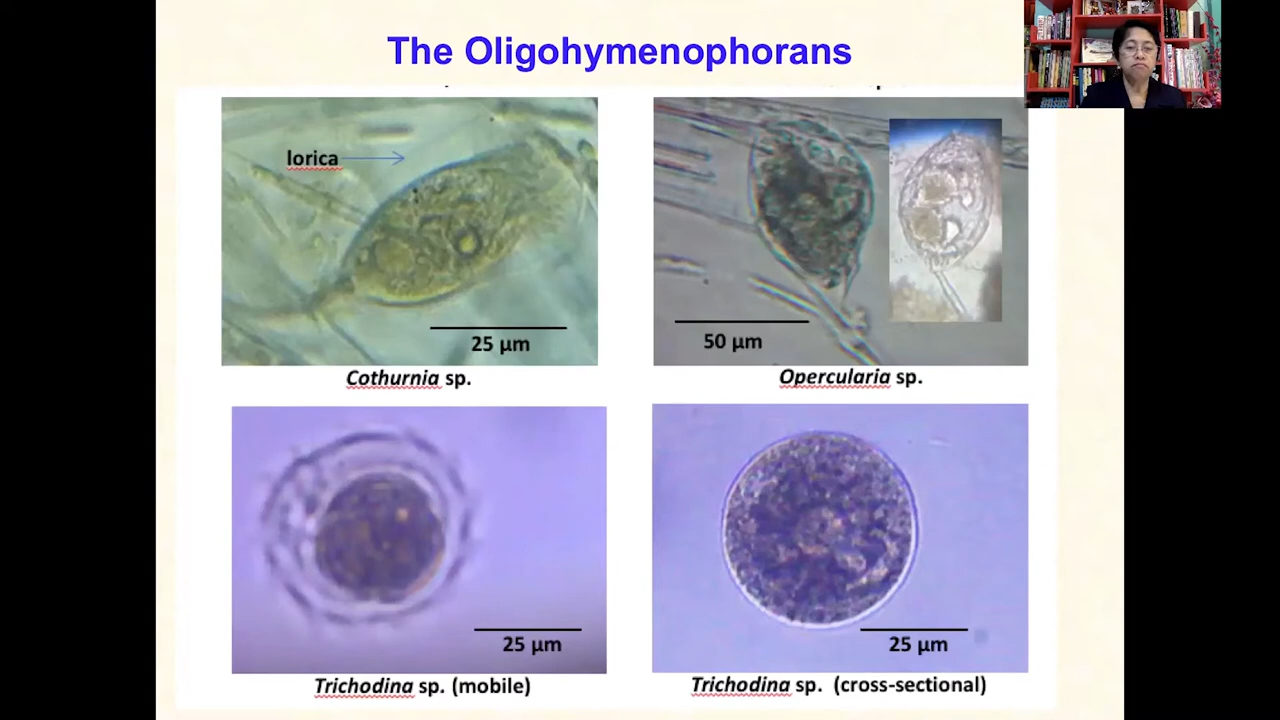 The Oligohymenophorans
lorica
25 µm
50 µm
Cothurnia sp.
Opercularia sp.
25 µm
25 µm
Trichodina sp. (mobile)
Trichodina sp. (cross-sectional)